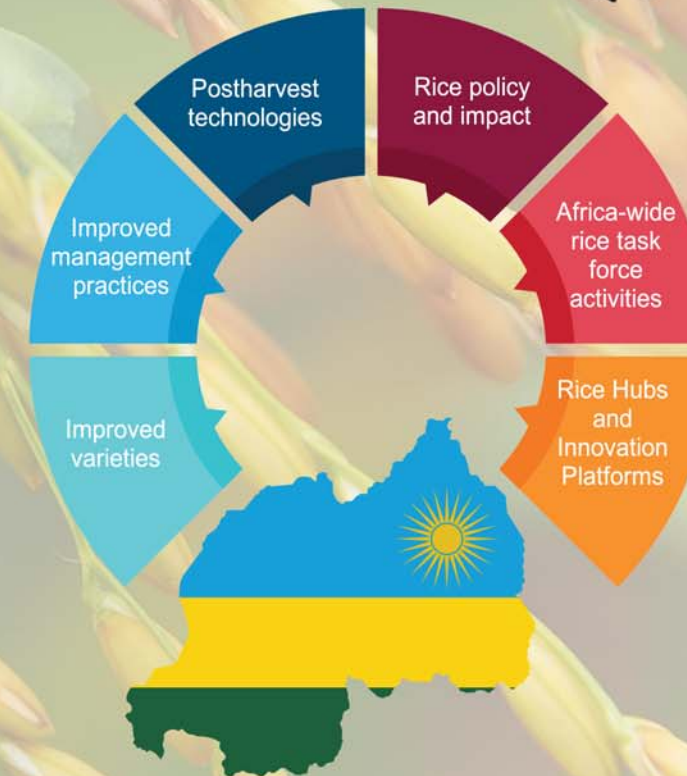 Postharvest
technologies
Rice policy
and impact
Improved
management
practices
Africa-wide
rice task
force
activities
Improved
varieties
Rice Hubs
and
Innovation
Platforms